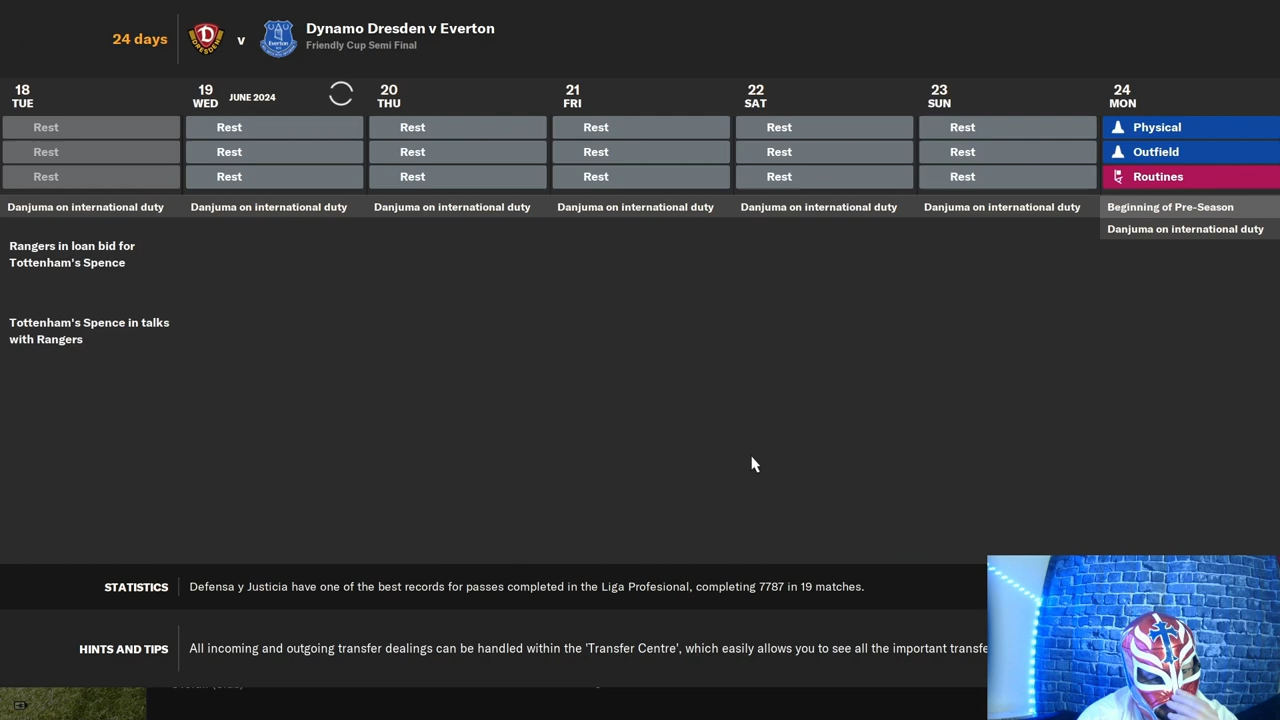 24 days
v
Dynamo Dresden v Everton
Friendly Cup Semi Final
18
TUE
19
WED
JUNE 2024
20
THU
21
FRI
22
SAT
23
SUN
24
MON
Rest
Rest
Rest
Rest
Rest
Rest
Physical
Rest
Rest
Rest
Rest
Rest
Rest
Outfield
Rest
Rest
Rest
Rest
Rest
Rest
Routines
Danjuma on international duty
Danjuma on international duty
Danjuma on international duty
Danjuma on international duty
Danjuma on international duty
Danjuma on international duty
Beginning of Pre-Season
Danjuma on international duty
Rangers in loan bid for
Tottenham's Spence
Tottenham's Spence in talks
with Rangers
STATISTICS
Defensa y Justicia have one of the best records for passes completed in the Liga Profesional, completing 7787 in 19 matches.
HINTS AND TIPS
All incoming and outgoing transfer dealings can be handled within the 'Transfer Centre', which easily allows you to see all the important transfe